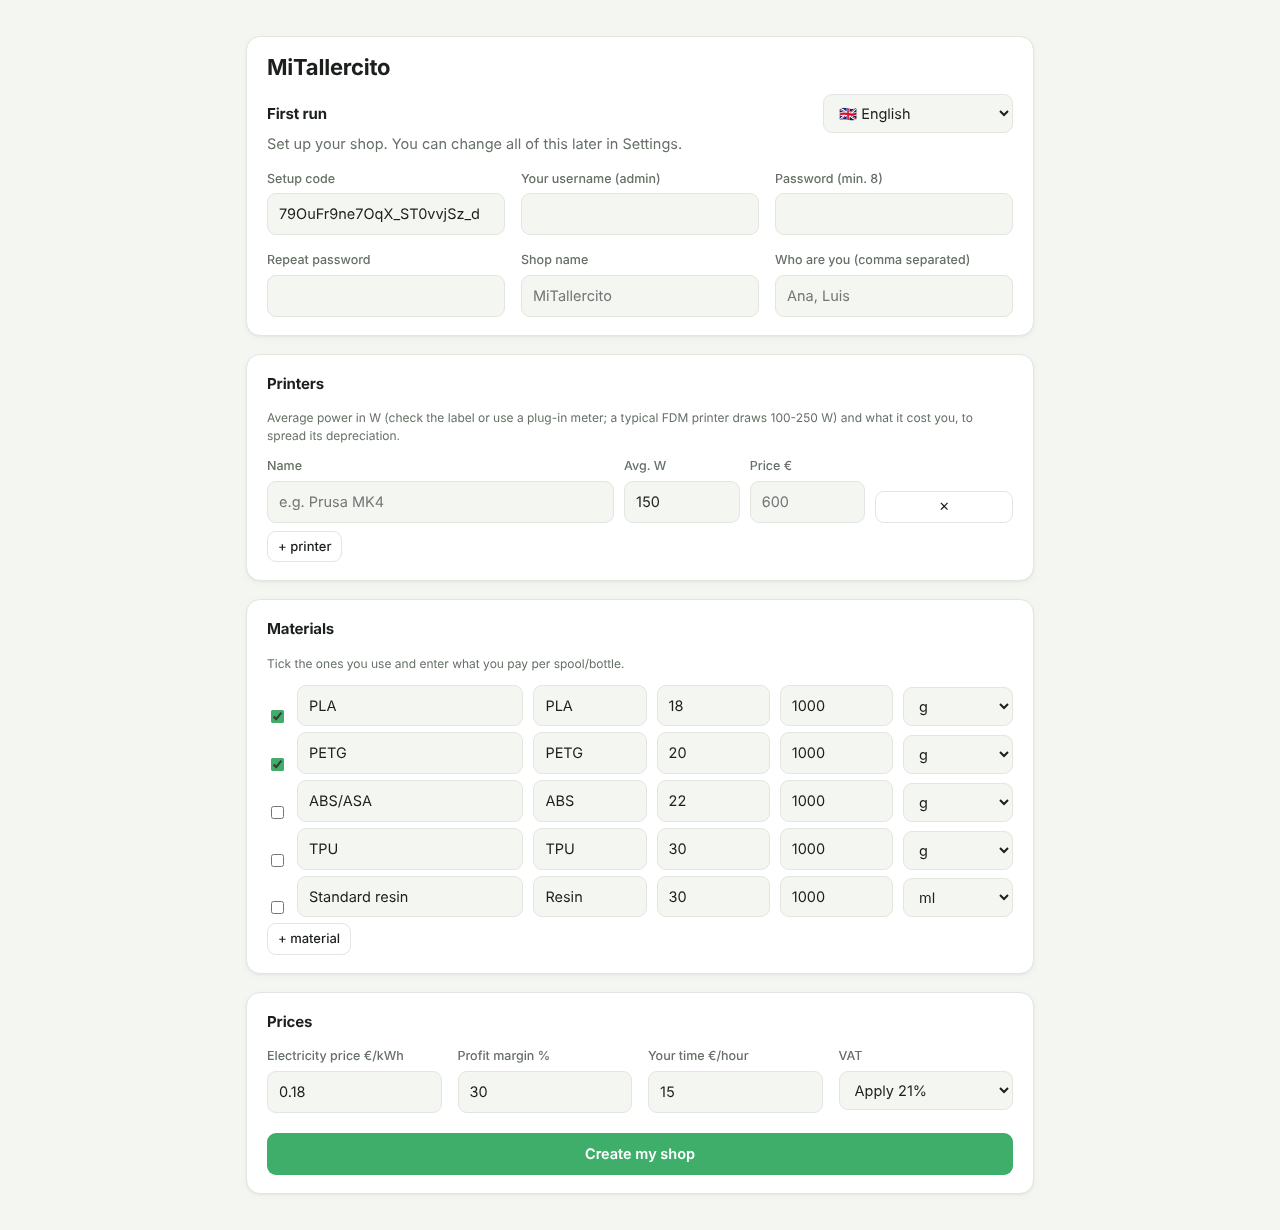 MiTallercito
First run
🇬🇧 English
Set up your shop. You can change all of this later in Settings.
Setup code
Your username (admin)
Password (min. 8)
79OuFr9ne7OqX_ST0vvjSz_d
Repeat password
Shop name
Who are you (comma separated)
MiTallercito
Ana, Luis
Printers
Average power in W (check the label or use a plug-in meter; a typical FDM printer draws 100-250 W) and what it cost you, to
spread its depreciation.
Name
Avg. W
Price €
e.g. Prusa MK4
150
600
×
+ printer
Materials
Tick the ones you use and enter what you pay per spool/bottle.
PLA PLA 18 1000 g
PETG PETG 20 1000 g
ABS/ASA ABS 22 1000 g
TPU TPU 30 1000 g
Standard resin Resin 30 1000 ml
+ material
Prices
Electricity price €/kWh
Profit margin %
Your time €/hour
VAT
0.18
30
15
Apply 21%
Create my shop